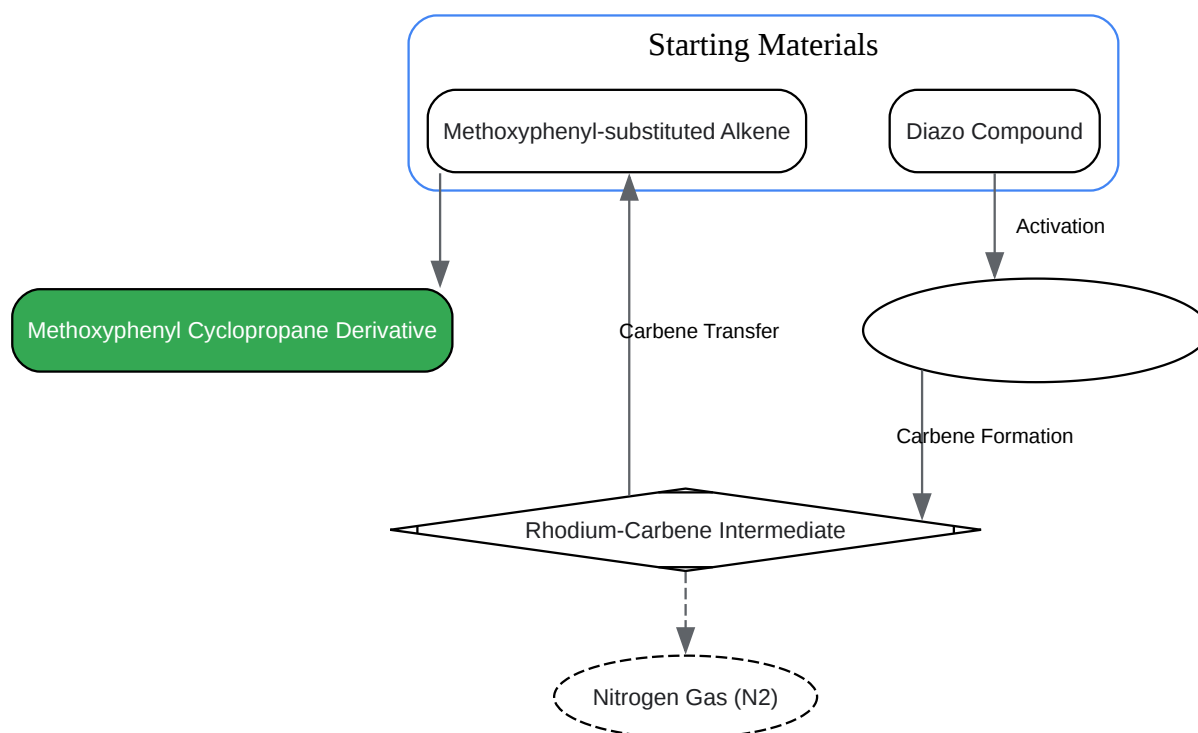 Starting Materials
Methoxyphenyl-substituted Alkene
Diazo Compound
Activation
Methoxyphenyl Cyclopropane Derivative
Carbene Transfer
Carbene Formation
Rhodium-Carbene Intermediate
Nitrogen Gas (N2)